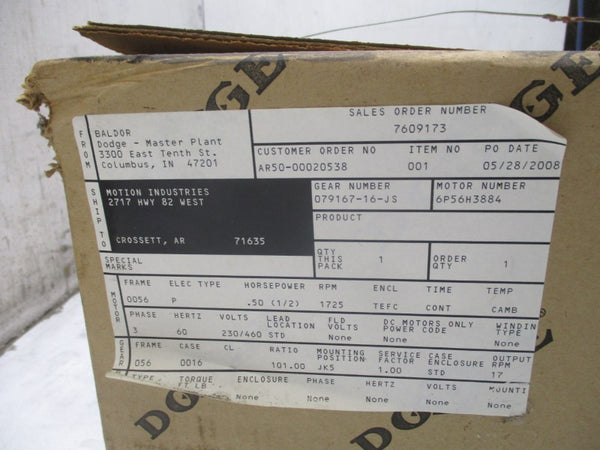 DODGE
DODGE
FROM
BALDOR
Dodge - Master Plant
3300 East Tenth St.
Columbus, IN 47201
SALES ORDER NUMBER
7609173
CUSTOMER ORDER NO ITEM NO PO DATE
AR50-00020538 001 05/28/2008
SHIP TO
MOTION INDUSTRIES
2717 HWY 82 WEST
CROSSETT, AR 71635
GEAR NUMBER MOTOR NUMBER
079167-16-JS 6P56H3884
PRODUCT
SPECIAL MARKS
QTY THIS PACK 1
ORDER QTY 1
MOTOR
FRAME ELEC TYPE HORSEPOWER RPM ENCL TIME TEMP
0056 P .50 (1/2) 1725 TEFC CONT CAMB
PHASE HERTZ VOLTS LEAD LOCATION FLD VOLTS DC MOTORS ONLY POWER CODE WINDIN TYPE
3 60 230/460 STD None None None
GEAR
FRAME CASE CL RATIO MOUNTING POSITION SERVICE FACTOR CASE ENCLOSURE OUTPUT RPM
056 0016 101.00 JK5 1.00 STD 17
TYPE TORQUE FT LB ENCLOSURE PHASE HERTZ VOLTS MOUNTI
None None None None None